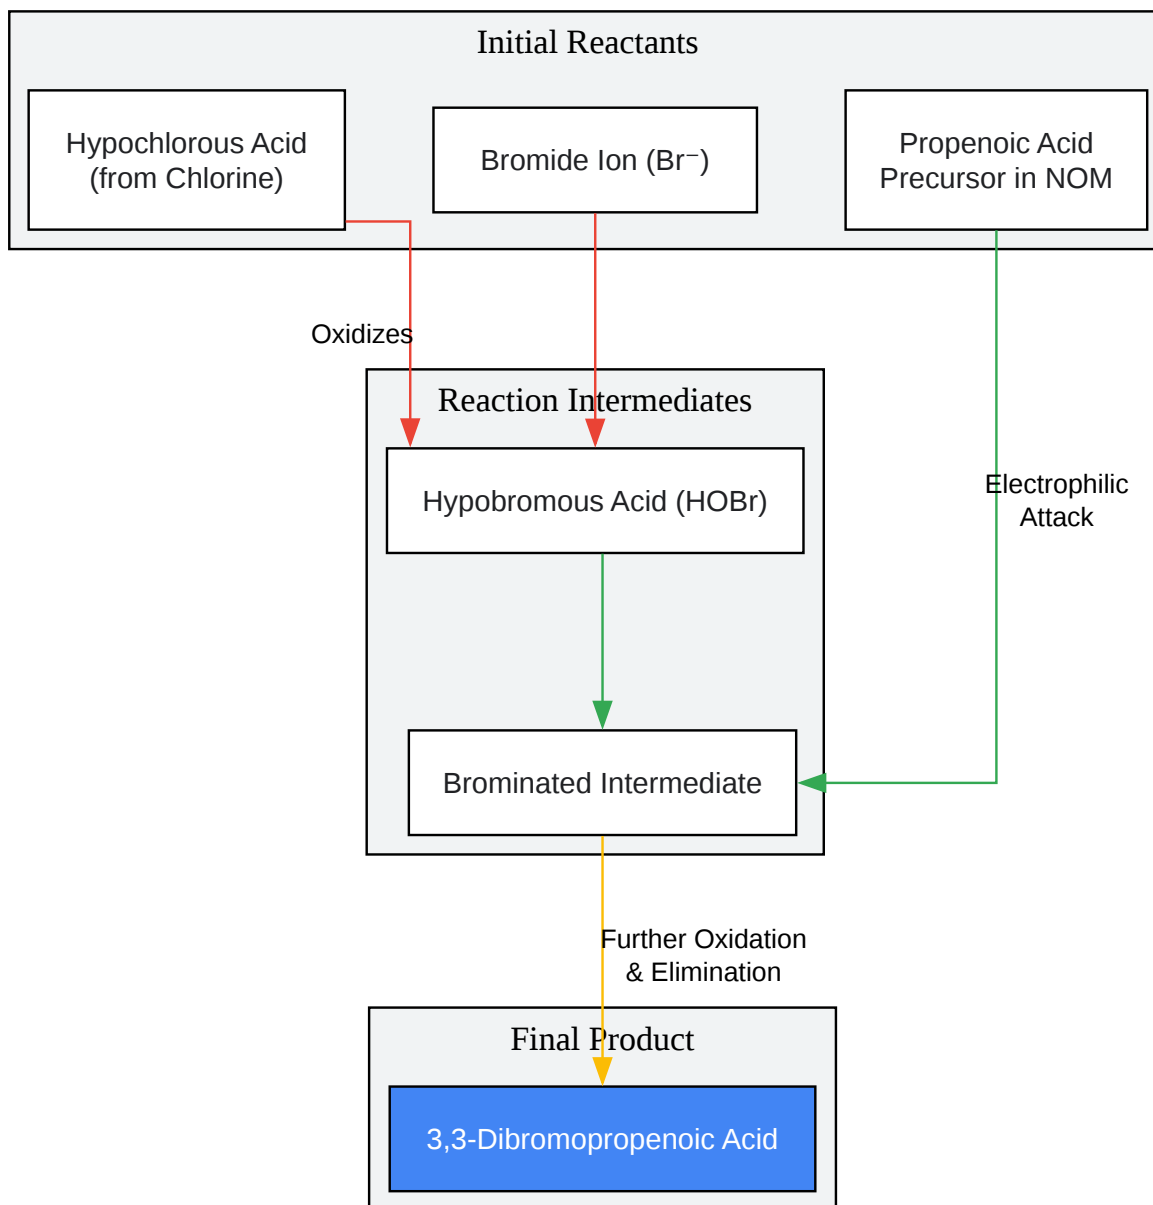 Initial Reactants
Hypochlorous Acid
(from Chlorine)
Bromide Ion (Br⁻)
Propenoic Acid
Precursor in NOM
Oxidizes
Reaction Intermediates
Hypobromous Acid (HOBr)
Electrophilic
Attack
Brominated Intermediate
Further Oxidation
& Elimination
Final Product
3,3-Dibromopropenoic Acid